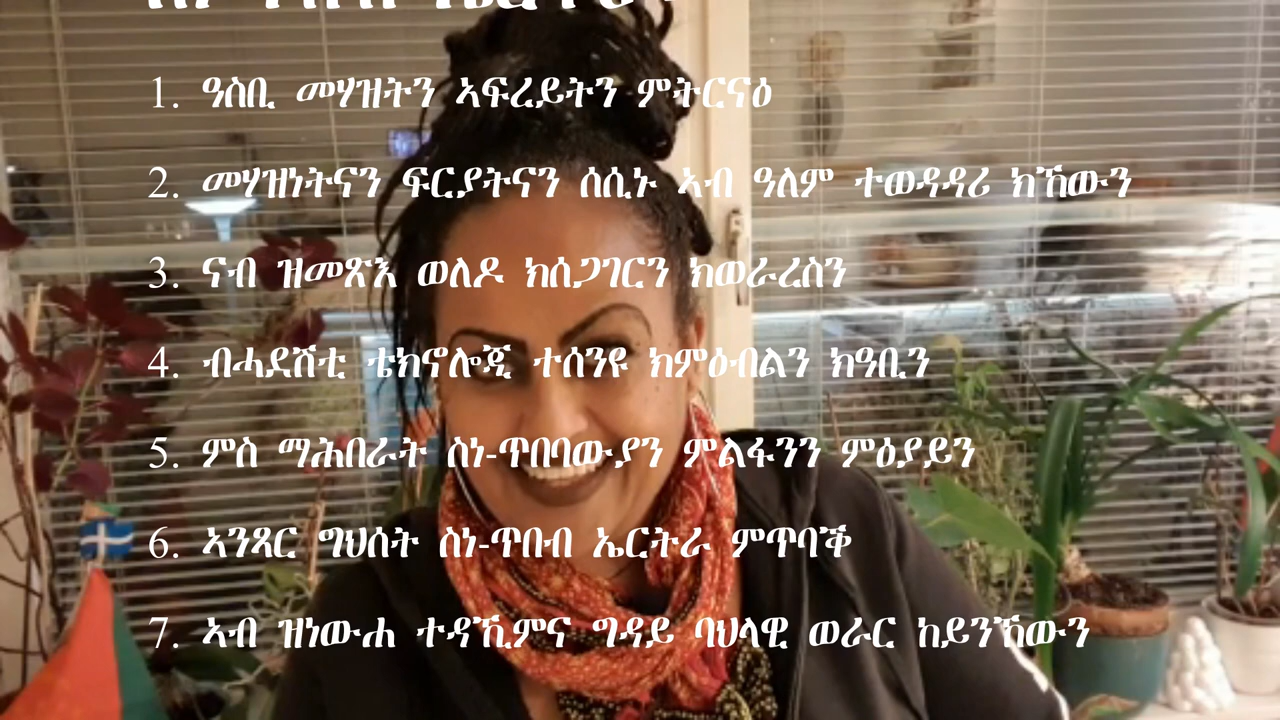 1. ዓስቢ መሃዝትን ኣፍረይትን ምትርናዕ
2. መሃዝነትናን ፍርያትናን ሰሲኑ ኣብ ዓለም ተወዳዳሪ ክኸውን
3. ናብ ዝመጽእ ወለዶ ክሰጋገርን ክወራረስን
4. ብሓደሽቲ ቴክኖሎጂ ተሰንዩ ክምዕብልን ክዓቢን
5. ምስ ማሕበራት ስነ-ጥበባውያን ምልፋንን ምዕያይን
6. ኣንጻር ግህሰት ስነ-ጥበብ ኤርትራ ምጥባቕ
7. ኣብ ዝነውሐ ተዳኺምና ግዳይ ባህላዊ ወራር ከይንኸውን